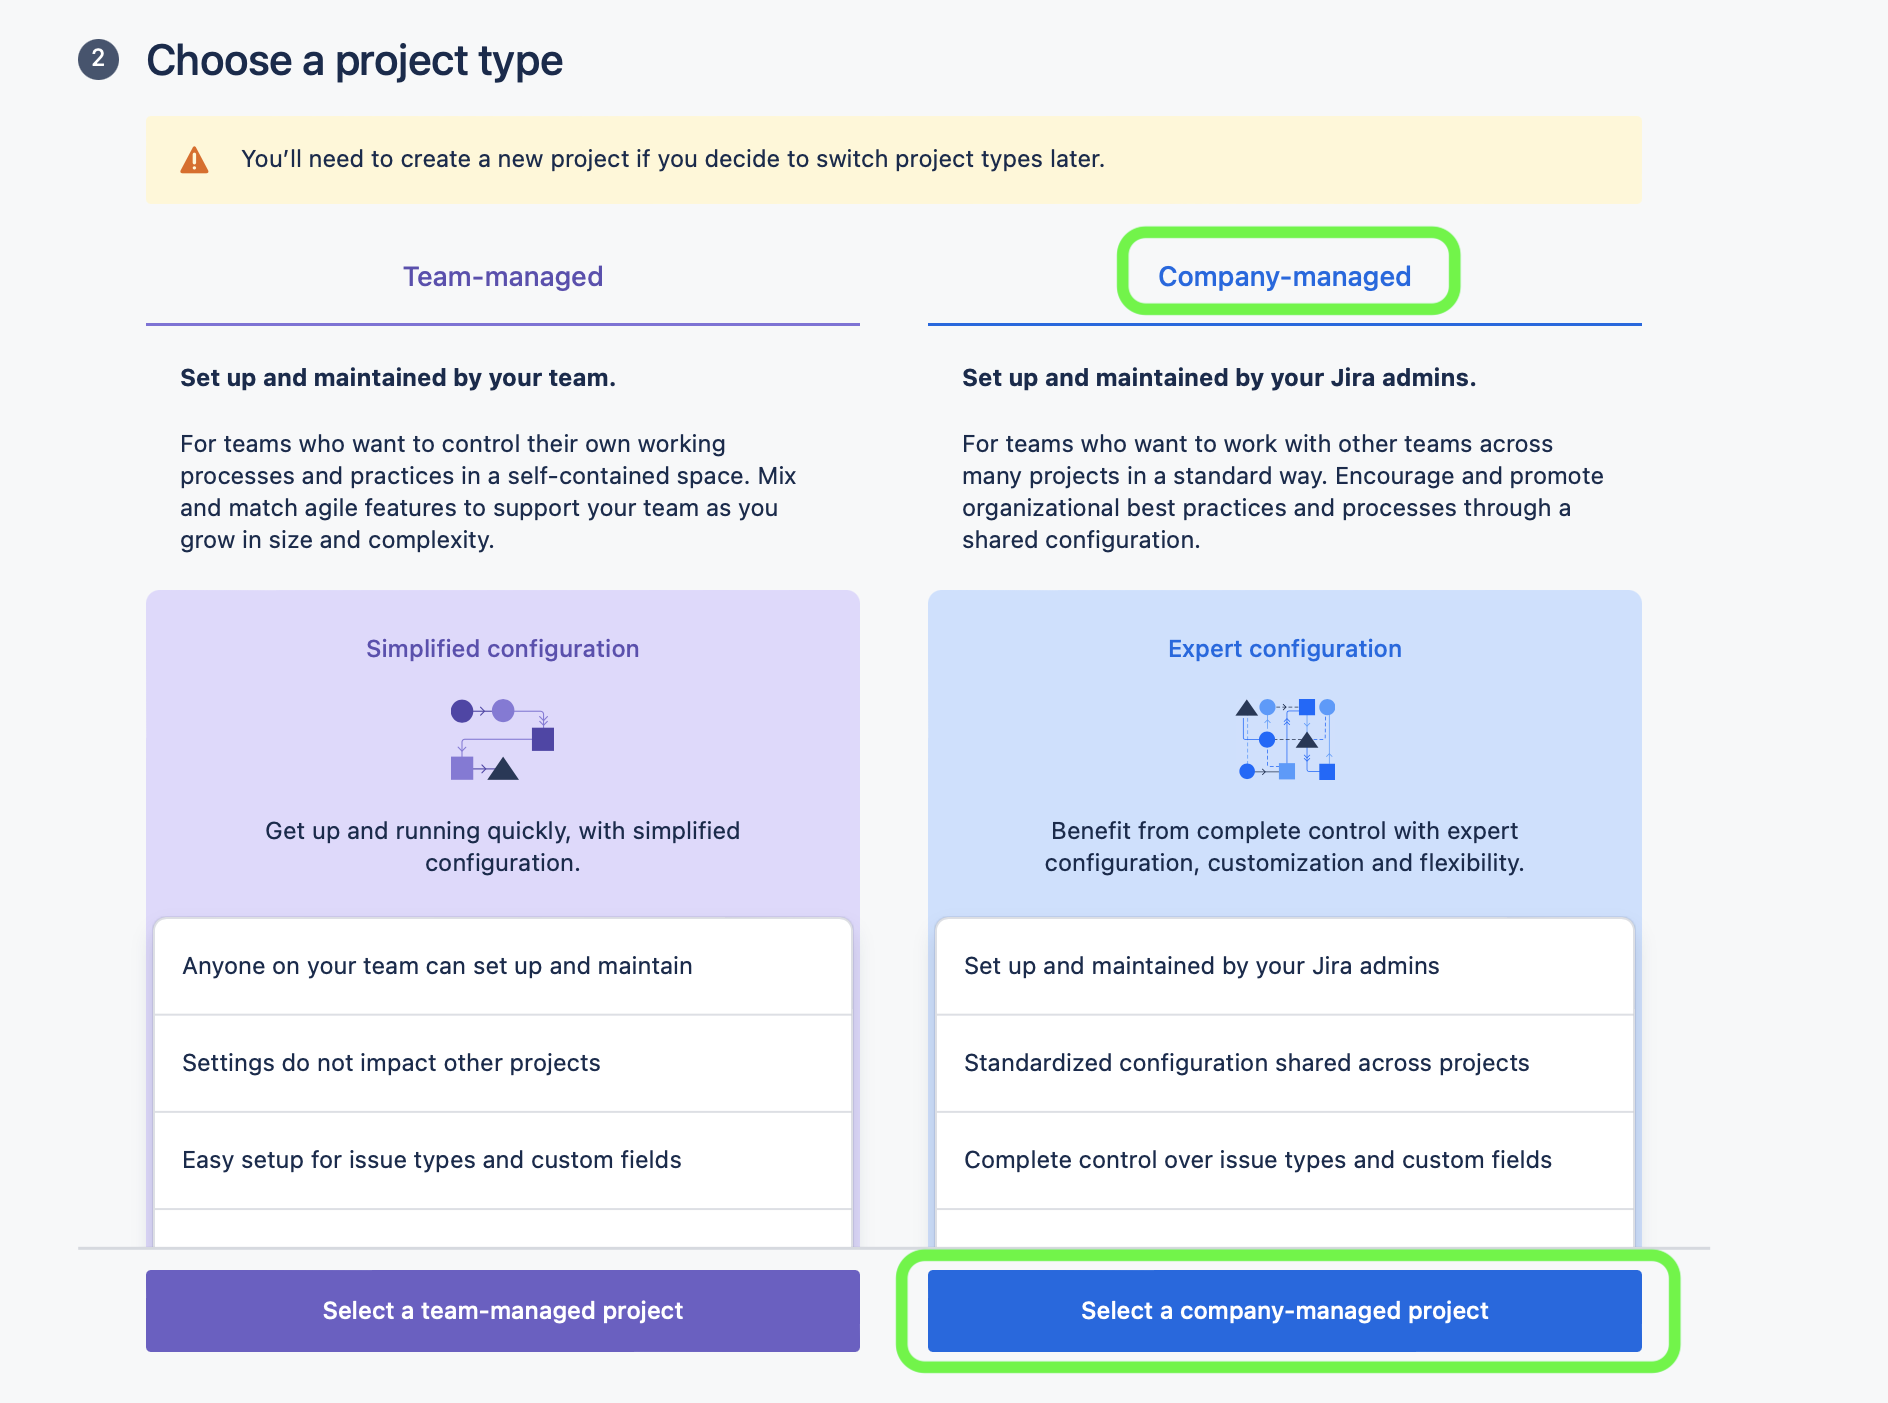 2
Choose a project type
You’ll need to create a new project if you decide to switch project types later.
Team-managed
Set up and maintained by your team.
For teams who want to control their own working
processes and practices in a self-contained space. Mix
and match agile features to support your team as you
grow in size and complexity.
Simplified configuration
Get up and running quickly, with simplified
configuration.
Anyone on your team can set up and maintain
Settings do not impact other projects
Easy setup for issue types and custom fields
Select a team-managed project
Company-managed
Set up and maintained by your Jira admins.
For teams who want to work with other teams across
many projects in a standard way. Encourage and promote
organizational best practices and processes through a
shared configuration.
Expert configuration
Benefit from complete control with expert
configuration, customization and flexibility.
Set up and maintained by your Jira admins
Standardized configuration shared across projects
Complete control over issue types and custom fields
Select a company-managed project